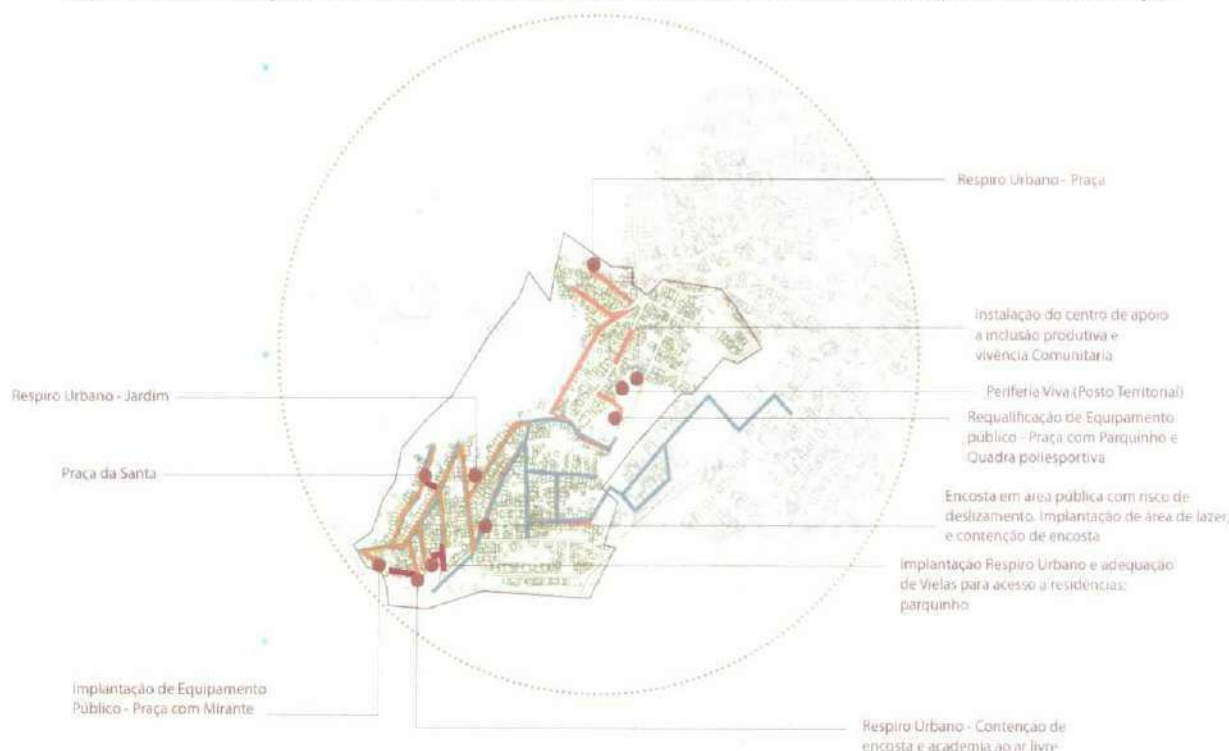 Respiro Urbano - Praça
Instalação do centro de apoio
a inclusão produtiva e
vivência Comunitaria
Periferia Viva (Posto Territorial)
Requalificação de Equipamento
público - Praça com Parquinho e
Quadra poliesportiva
Respiro Urbano - Jardim
Praça da Santa
Encosta em área pública com risco de
deslizamento. Implantação de área de lazer,
e contenção de encosta
Implantação Respiro Urbano e adequação
de Vielas para acesso a residências;
parquinho
Implantação de Equipamento
Público - Praça com Mirante
Respiro Urbano - Contenção de
encosta e academia ao ar livre